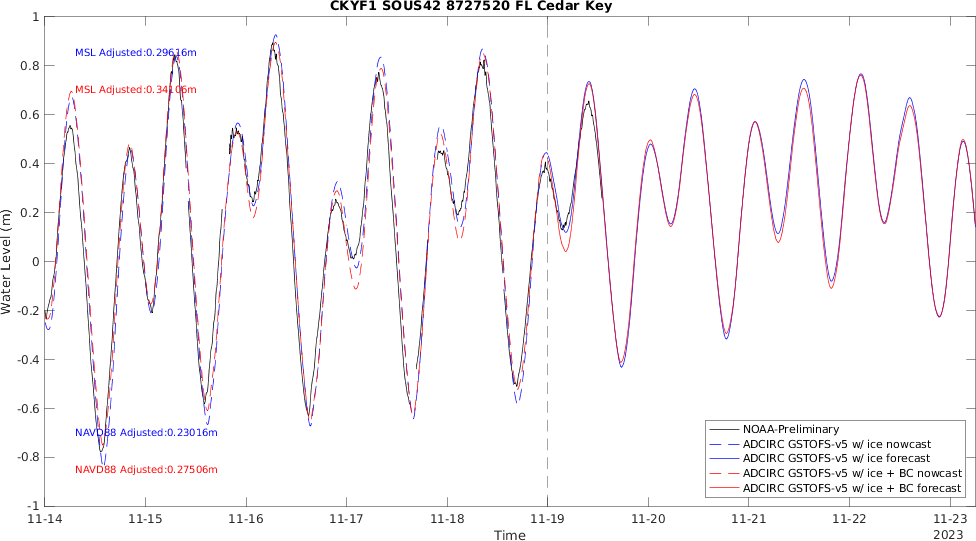 CKYF1 SOUS42 8727520 FL Cedar Key
1
0.8
0.6
0.4
0.2
0
-0.2
-0.4
-0.6
-0.8
-1
Water Level (m)
MSL Adjusted:0.29616m
MSL Adjusted:0.34106m
NAVD88 Adjusted:0.23016m
NAVD88 Adjusted:0.27506m
NOAA-Preliminary
ADCIRC GSTOFS-v5 w/ ice nowcast
ADCIRC GSTOFS-v5 w/ ice forecast
ADCIRC GSTOFS-v5 w/ ice + BC nowcast
ADCIRC GSTOFS-v5 w/ ice + BC forecast
11-14 11-15 11-16 11-17 11-18 11-19 11-20 11-21 11-22 11-23
2023
Time